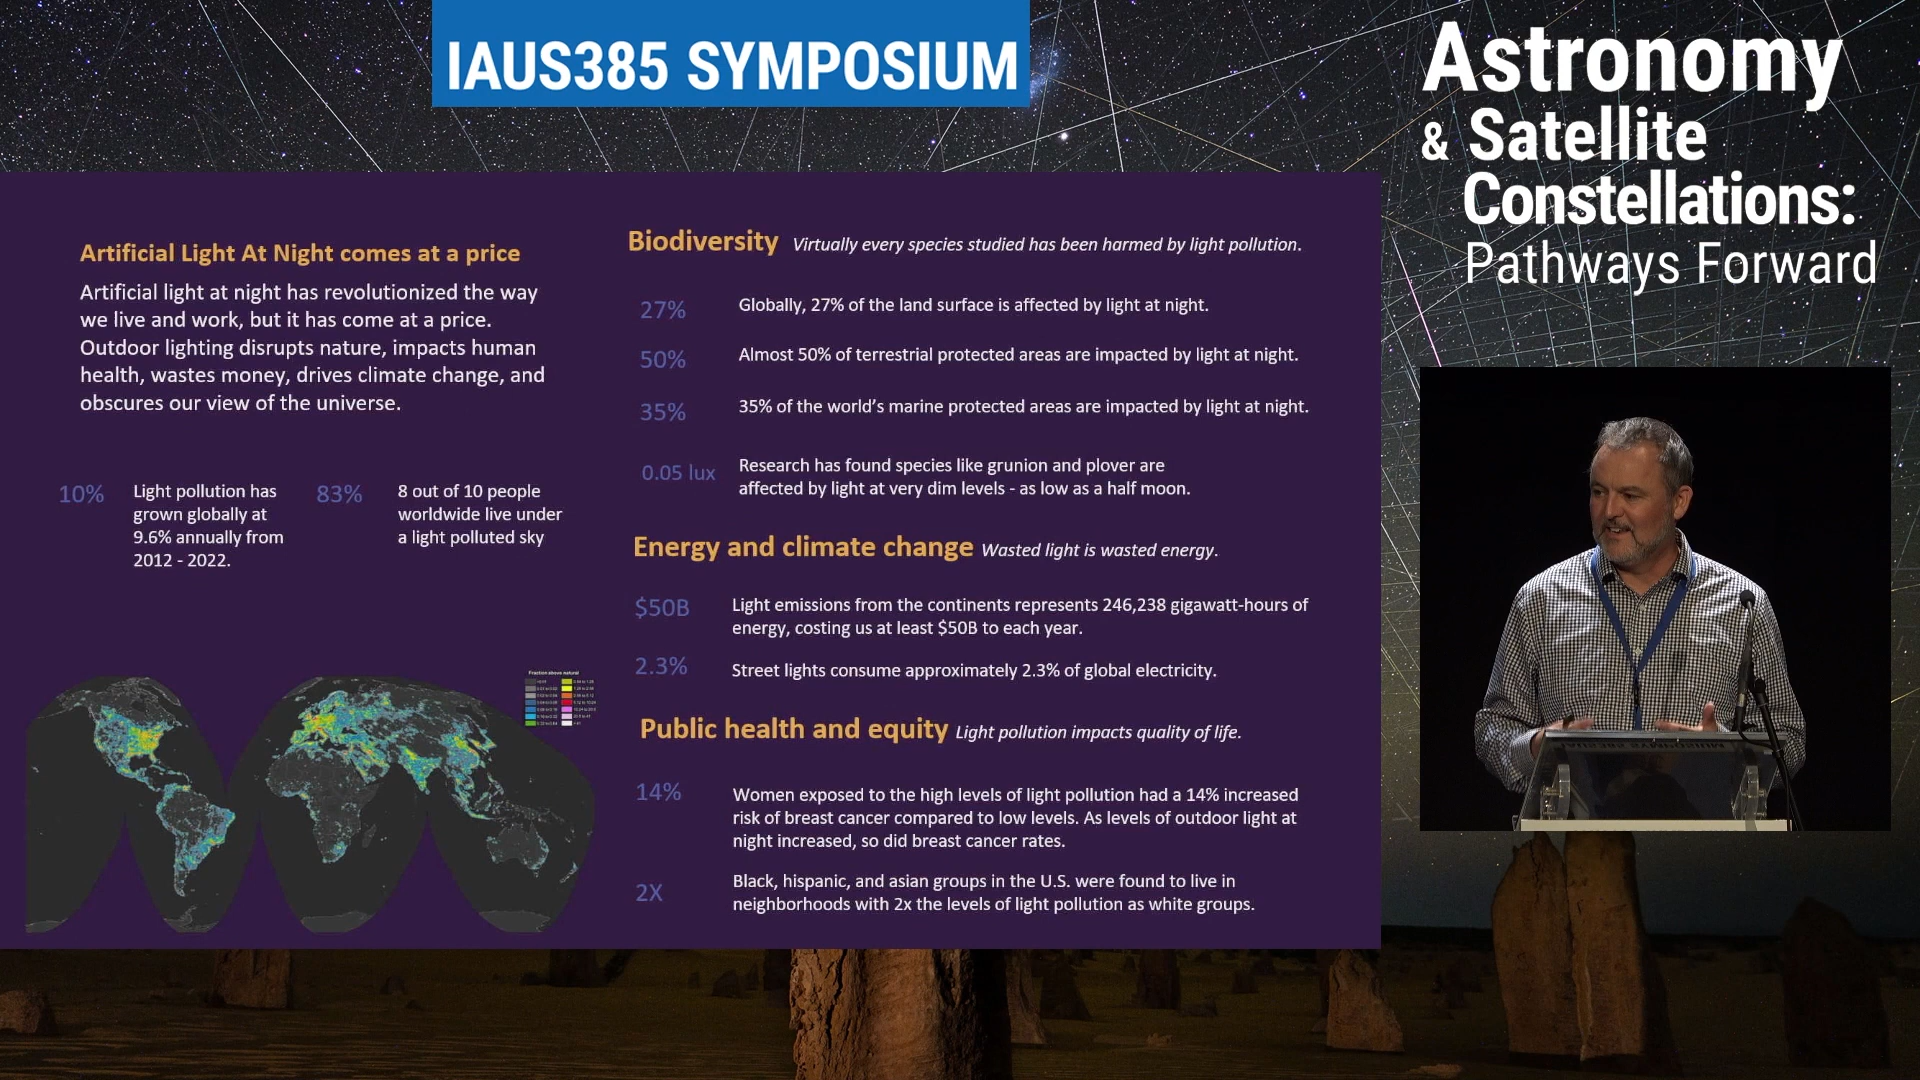 IAUS385 SYMPOSIUM
Astronomy
& Satellite
Constellations:
Pathways Forward
Artificial Light At Night comes at a price
Artificial light at night has revolutionized the way
we live and work, but it has come at a price.
Outdoor lighting disrupts nature, impacts human
health, wastes money, drives climate change, and
obscures our view of the universe.
10%
Light pollution has
grown globally at
9.6% annually from
2012 - 2022.
83%
8 out of 10 people
worldwide live under
a light polluted sky
Fraction above natural
Biodiversity Virtually every species studied has been harmed by light pollution.
27% Globally, 27% of the land surface is affected by light at night.
50% Almost 50% of terrestrial protected areas are impacted by light at night.
35% 35% of the world's marine protected areas are impacted by light at night.
0.05 lux Research has found species like grunion and plover are
affected by light at very dim levels - as low as a half moon.
Energy and climate change Wasted light is wasted energy.
$50B Light emissions from the continents represents 246,238 gigawatt-hours of
energy, costing us at least $50B to each year.
2.3% Street lights consume approximately 2.3% of global electricity.
Public health and equity Light pollution impacts quality of life.
14% Women exposed to the high levels of light pollution had a 14% increased
risk of breast cancer compared to low levels. As levels of outdoor light at
night increased, so did breast cancer rates.
2X Black, hispanic, and asian groups in the U.S. were found to live in
neighborhoods with 2x the levels of light pollution as white groups.